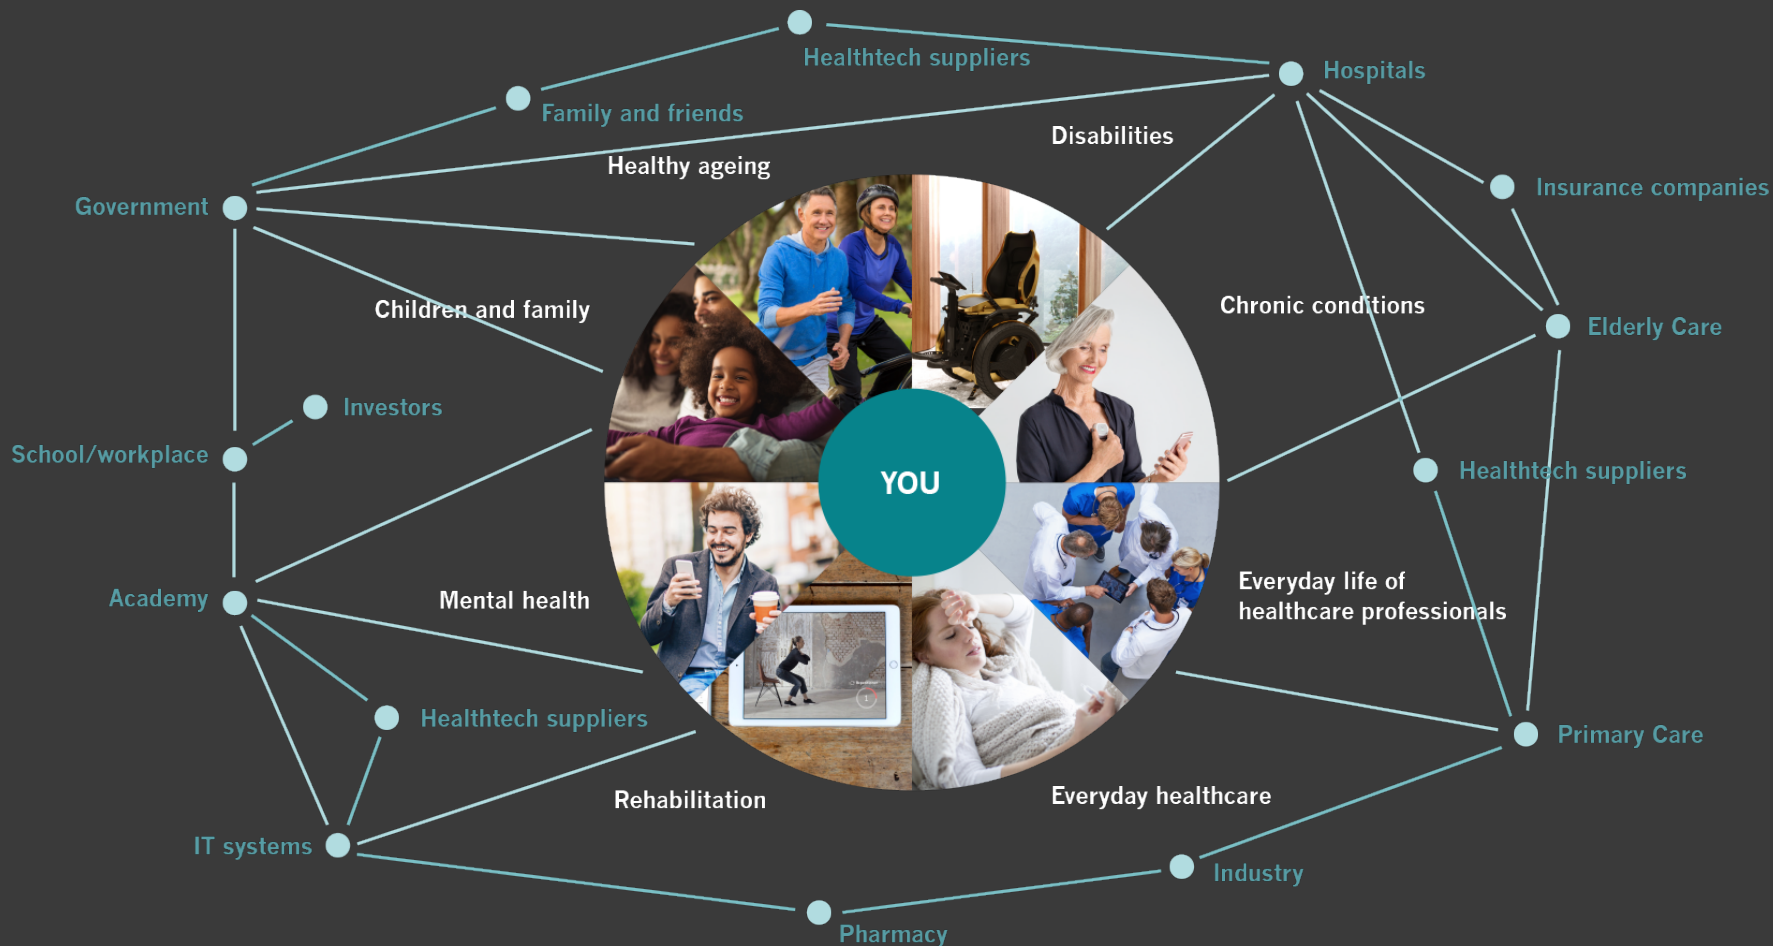 Healthtech suppliers
Hospitals
Family and friends
Disabilities
Healthy ageing
Insurance companies
Government
Children and family
Chronic conditions
Elderly Care
Investors
School/workplace
Healthtech suppliers
YOU
Everyday life of
healthcare professionals
Academy
Mental health
Healthtech suppliers
Primary Care
Rehabilitation
Everyday healthcare
IT systems
Industry
Pharmacy